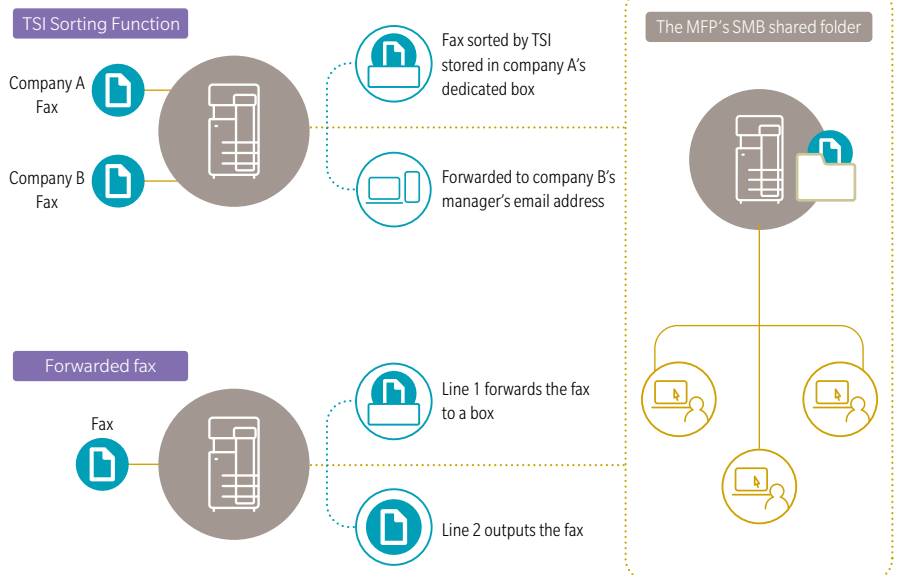 TSI Sorting Function
Company A
Fax
Company B
Fax
Fax sorted by TSI
stored in company A's
dedicated box
Forwarded to company B's
manager's email address
Forwarded fax
Fax
Line 1 forwards the fax
to a box
Line 2 outputs the fax
The MFP's SMB shared folder